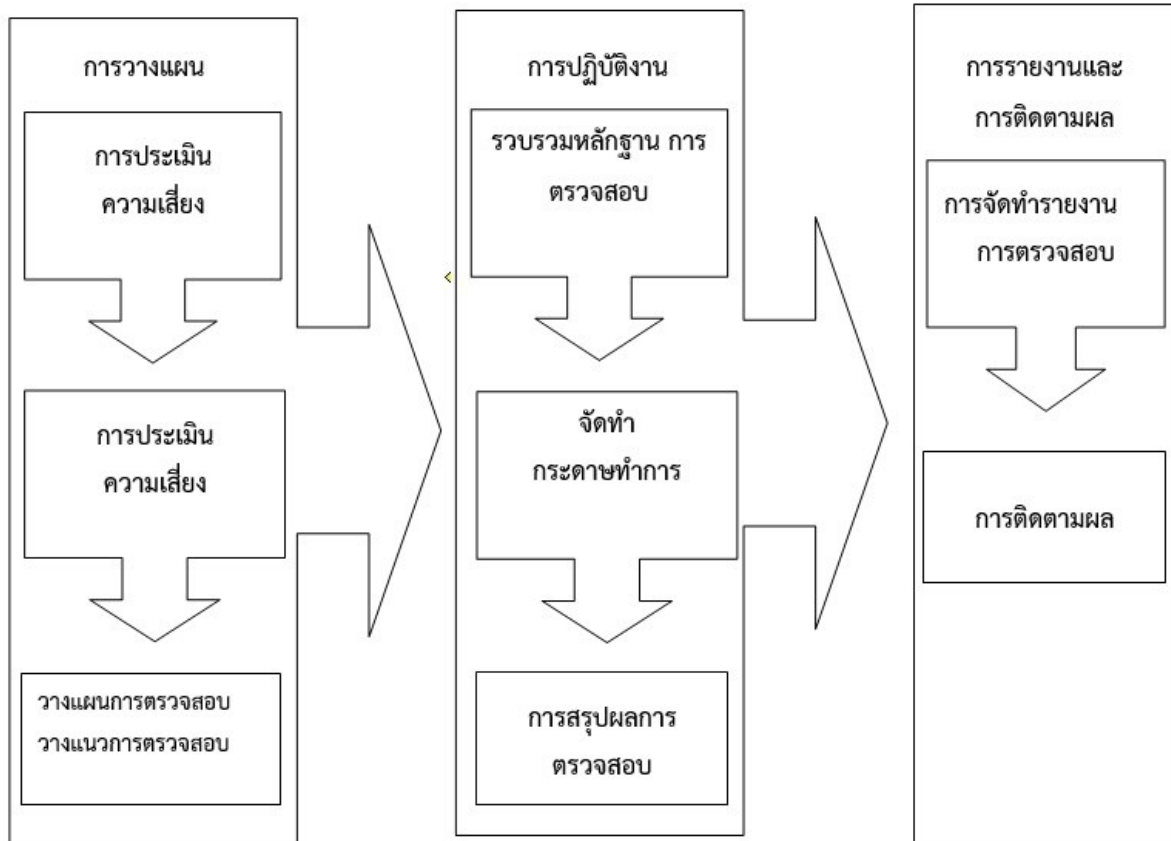 การวางแผน
การประเมิน
ความเสี่ยง
การประเมิน
ความเสี่ยง
วางแผนการตรวจสอบ
วางแนวการตรวจสอบ
การปฏิบัติงาน
รวบรวมหลักฐาน การ
ตรวจสอบ
จัดทำ
กระดาษทำการ
การสรุปผลการ
ตรวจสอบ
การรายงานและ
การติดตามผล
การจัดทำรายงาน
การตรวจสอบ
การติดตามผล